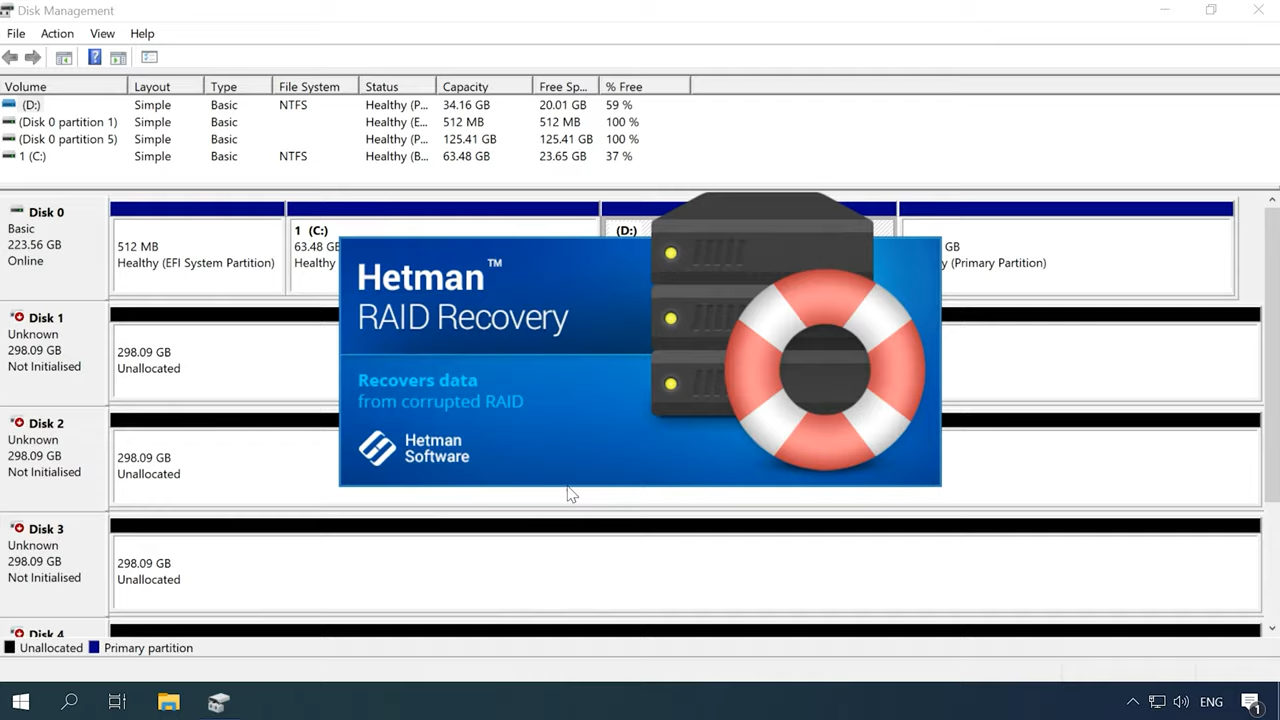 Disk Management
File Action View Help
Volume Layout Type File System Status Capacity Free Sp... % Free
(D:) Simple Basic NTFS Healthy (P... 34.16 GB 20.01 GB 59 %
(Disk 0 partition 1) Simple Basic Healthy (E... 512 MB 512 MB 100 %
(Disk 0 partition 5) Simple Basic Healthy (P... 125.41 GB 125.41 GB 100 %
1 (C:) Simple Basic NTFS Healthy (B... 63.48 GB 23.65 GB 37 %
Disk 0
Basic
223.56 GB
Online
512 MB
Healthy (EFI System Partition)
1 (C:)
63.48 GB
Healthy
(D:)
GB
(Primary Partition)
Hetman™
RAID Recovery
Recovers data
from corrupted RAID
Hetman
Software
Disk 1
Unknown
298.09 GB
Not Initialised
298.09 GB
Unallocated
Disk 2
Unknown
298.09 GB
Not Initialised
298.09 GB
Unallocated
Disk 3
Unknown
298.09 GB
Not Initialised
298.09 GB
Unallocated
Disk 4
Unallocated Primary partition
ENG
1